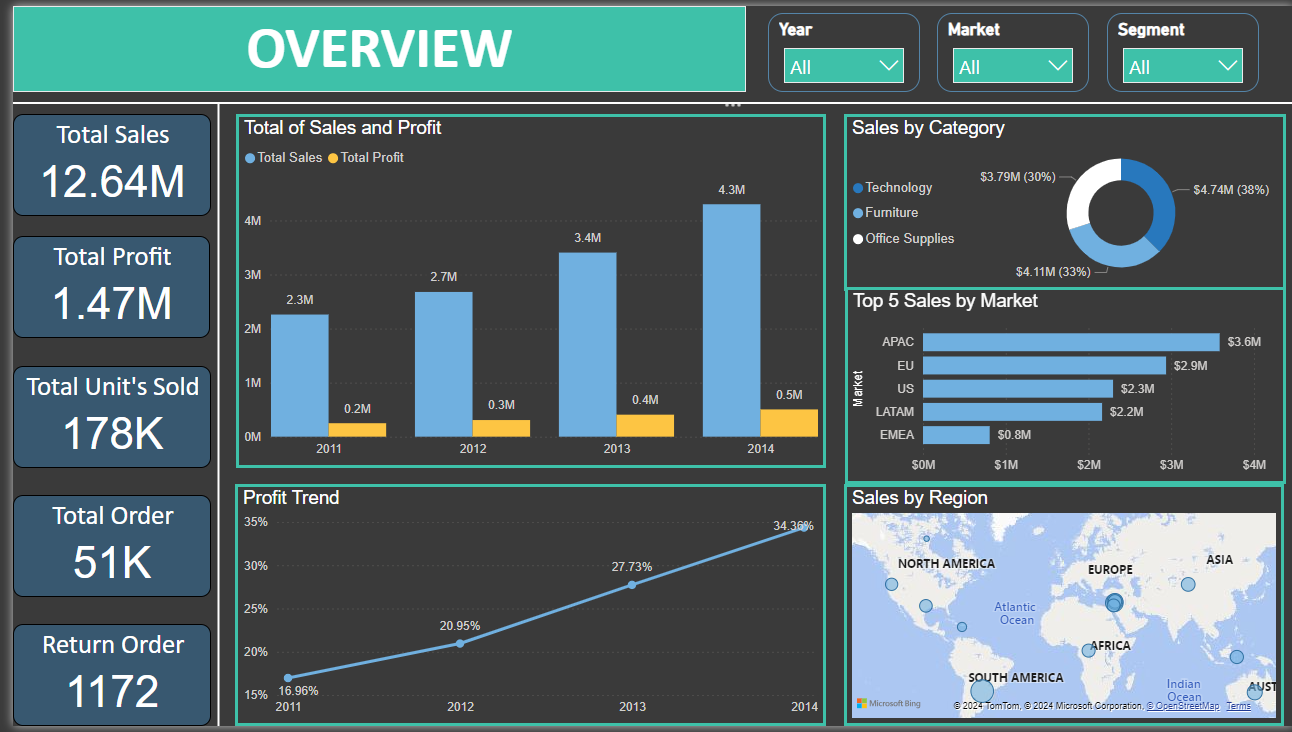 OVERVIEW
Year
All
Market
All
Segment
All
Total Sales
12.64M
Total Profit
1.47M
Total Unit's Sold
178K
Total Order
51K
Return Order
1172
Total of Sales and Profit
Total Sales Total Profit
4M
3M
2M
1M
0M
2.3M
0.2M
2.7M
0.3M
3.4M
0.4M
4.3M
0.5M
2011 2012 2013 2014
Profit Trend
35%
30%
25%
20%
15%
16.96%
20.95%
27.73%
34.36%
2011 2012 2013 2014
Sales by Category
Technology
Furniture
Office Supplies
$3.79M (30%)
$4.74M (38%)
$4.11M (33%)
Top 5 Sales by Market
Market
APAC $3.6M
EU $2.9M
US $2.3M
LATAM $2.2M
EMEA $0.8M
$0M $1M $2M $3M $4M
Sales by Region
NORTH AMERICA
EUROPE
ASIA
Atlantic
Ocean
AFRICA
SOUTH AMERICA
Indian
Ocean
AUST
Microsoft Bing
© 2024 TomTom, © 2024 Microsoft Corporation, © OpenStreetMap Terms